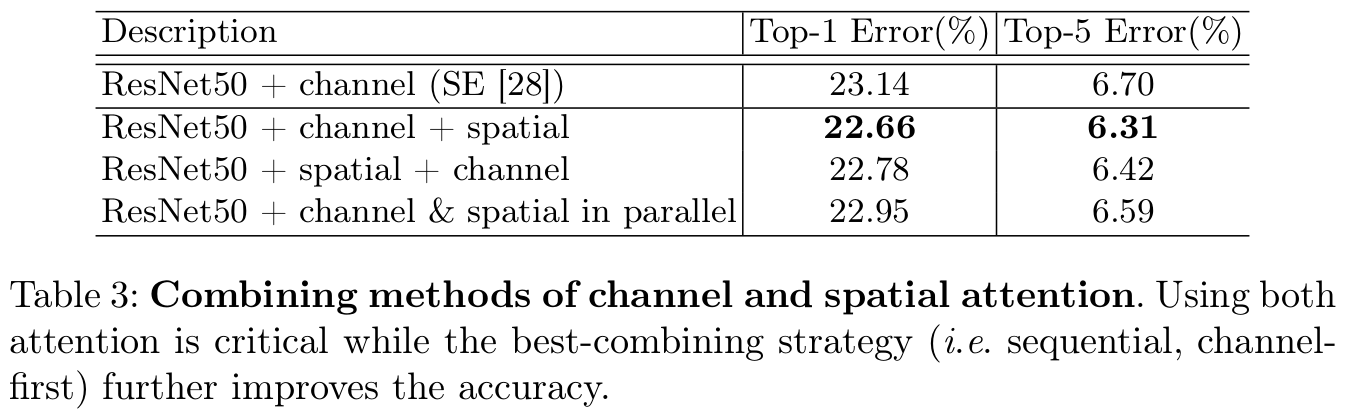 Description Top-1 Error(%) Top-5 Error(%)
ResNet50 + channel (SE [28]) 23.14 6.70
ResNet50 + channel + spatial 22.66 6.31
ResNet50 + spatial + channel 22.78 6.42
ResNet50 + channel & spatial in parallel 22.95 6.59
Table 3: Combining methods of channel and spatial attention. Using both
attention is critical while the best-combining strategy (i.e. sequential, channel-
first) further improves the accuracy.